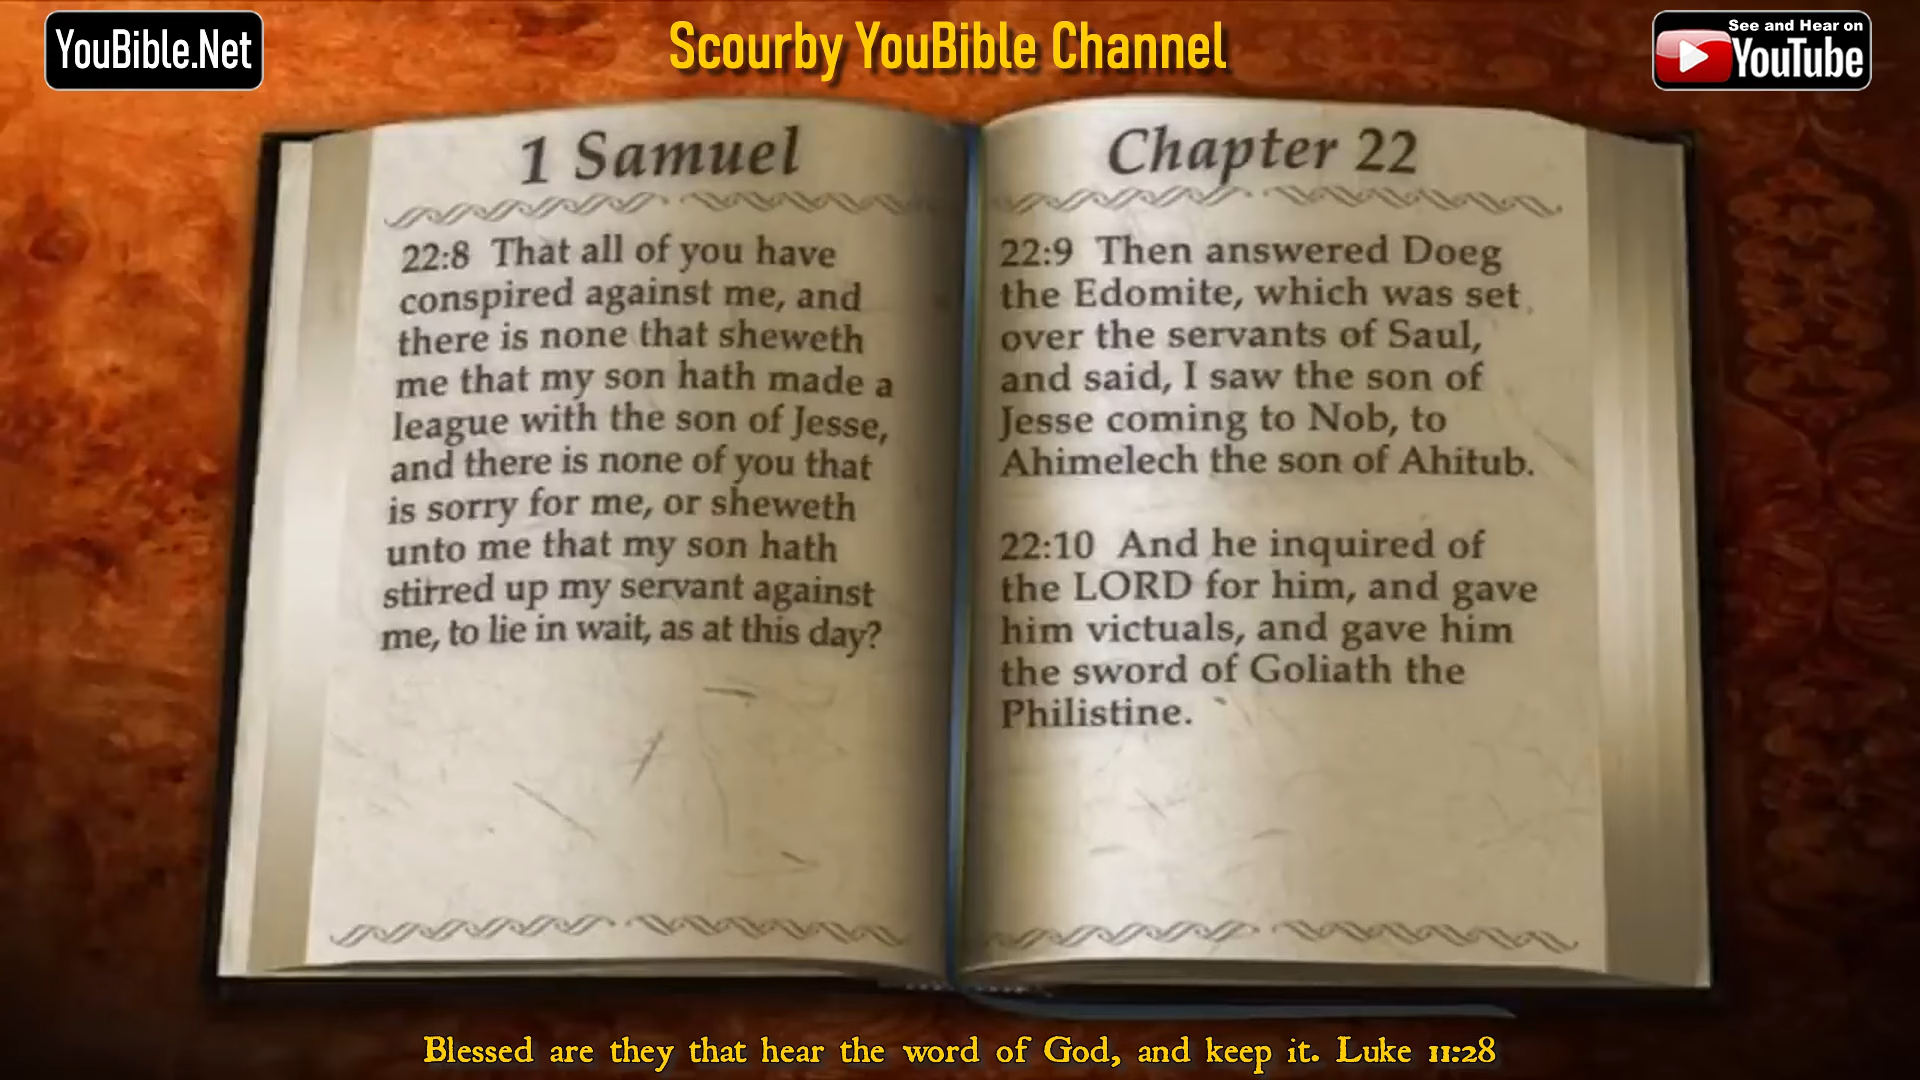 YouBible.Net
Scourby YouBible Channel
See and Hear on
YouTube
1 Samuel
22:8 That all of you have
conspired against me, and
there is none that sheweth
me that my son hath made a
league with the son of Jesse,
and there is none of you that
is sorry for me, or sheweth
unto me that my son hath
stirred up my servant against
me, to lie in wait, as at this day?
Chapter 22
22:9 Then answered Doeg
the Edomite, which was set
over the servants of Saul,
and said, I saw the son of
Jesse coming to Nob, to
Ahimelech the son of Ahitub.
22:10 And he inquired of
the LORD for him, and gave
him victuals, and gave him
the sword of Goliath the
Philistine.
Blessed are they that hear the word of God, and keep it. Luke 11:28